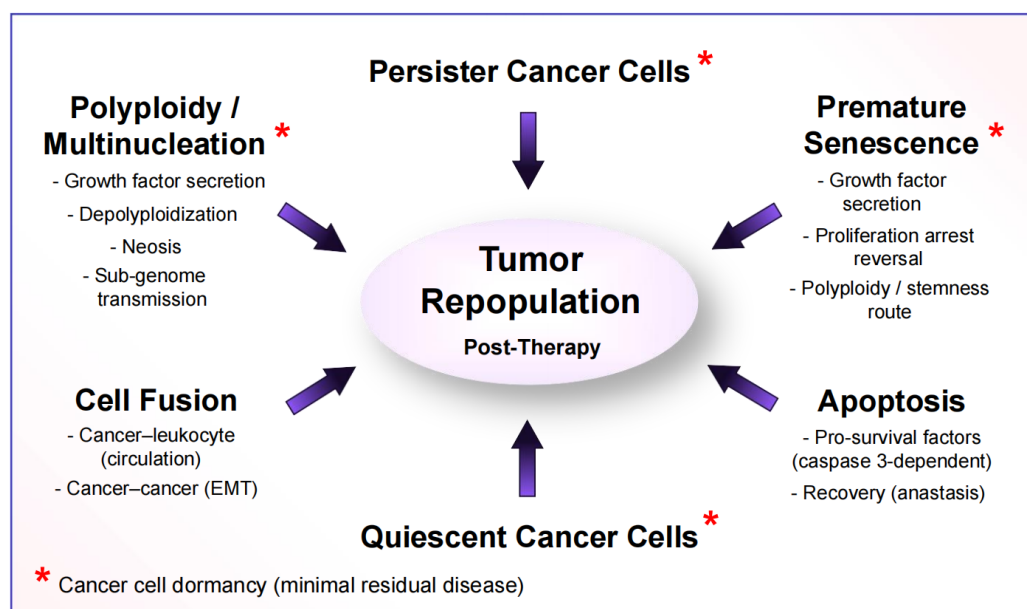 Persister Cancer Cells *
Polyploidy /
Multinucleation *
- Growth factor secretion
- Depolyploidization
- Neosis
- Sub-genome
transmission
Premature
Senescence *
- Growth factor
secretion
- Proliferation arrest
reversal
- Polyploidy / stemness
route
Tumor
Repopulation
Post-Therapy
Cell Fusion
- Cancer–leukocyte
(circulation)
- Cancer–cancer (EMT)
Apoptosis
- Pro-survival factors
(caspase 3-dependent)
- Recovery (anastasis)
Quiescent Cancer Cells *
* Cancer cell dormancy (minimal residual disease)